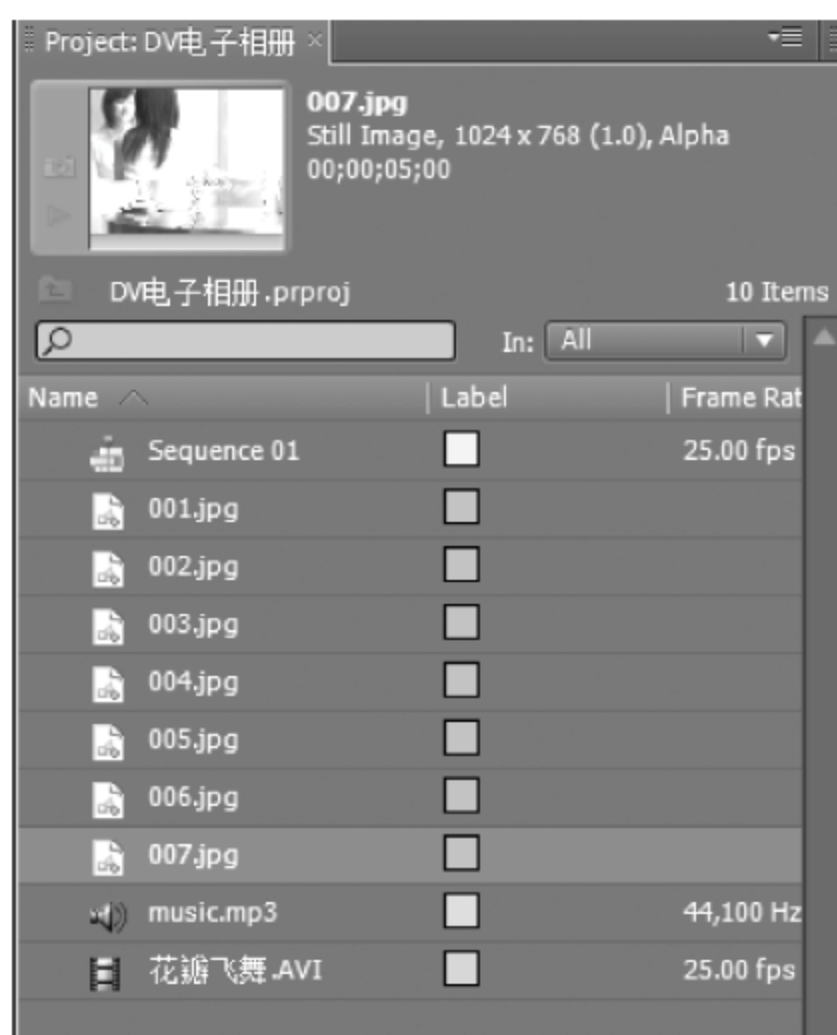 Project: DV电子相册 ×
007.jpg
Still Image, 1024 x 768 (1.0), Alpha
00;00;05;00
DV电子相册.prproj 10 Items
In: All
Name Label Frame Rat
Sequence 01 25.00 fps
001.jpg
002.jpg
003.jpg
004.jpg
005.jpg
006.jpg
007.jpg
music.mp3 44,100 Hz
花瓣飞舞.AVI 25.00 fps